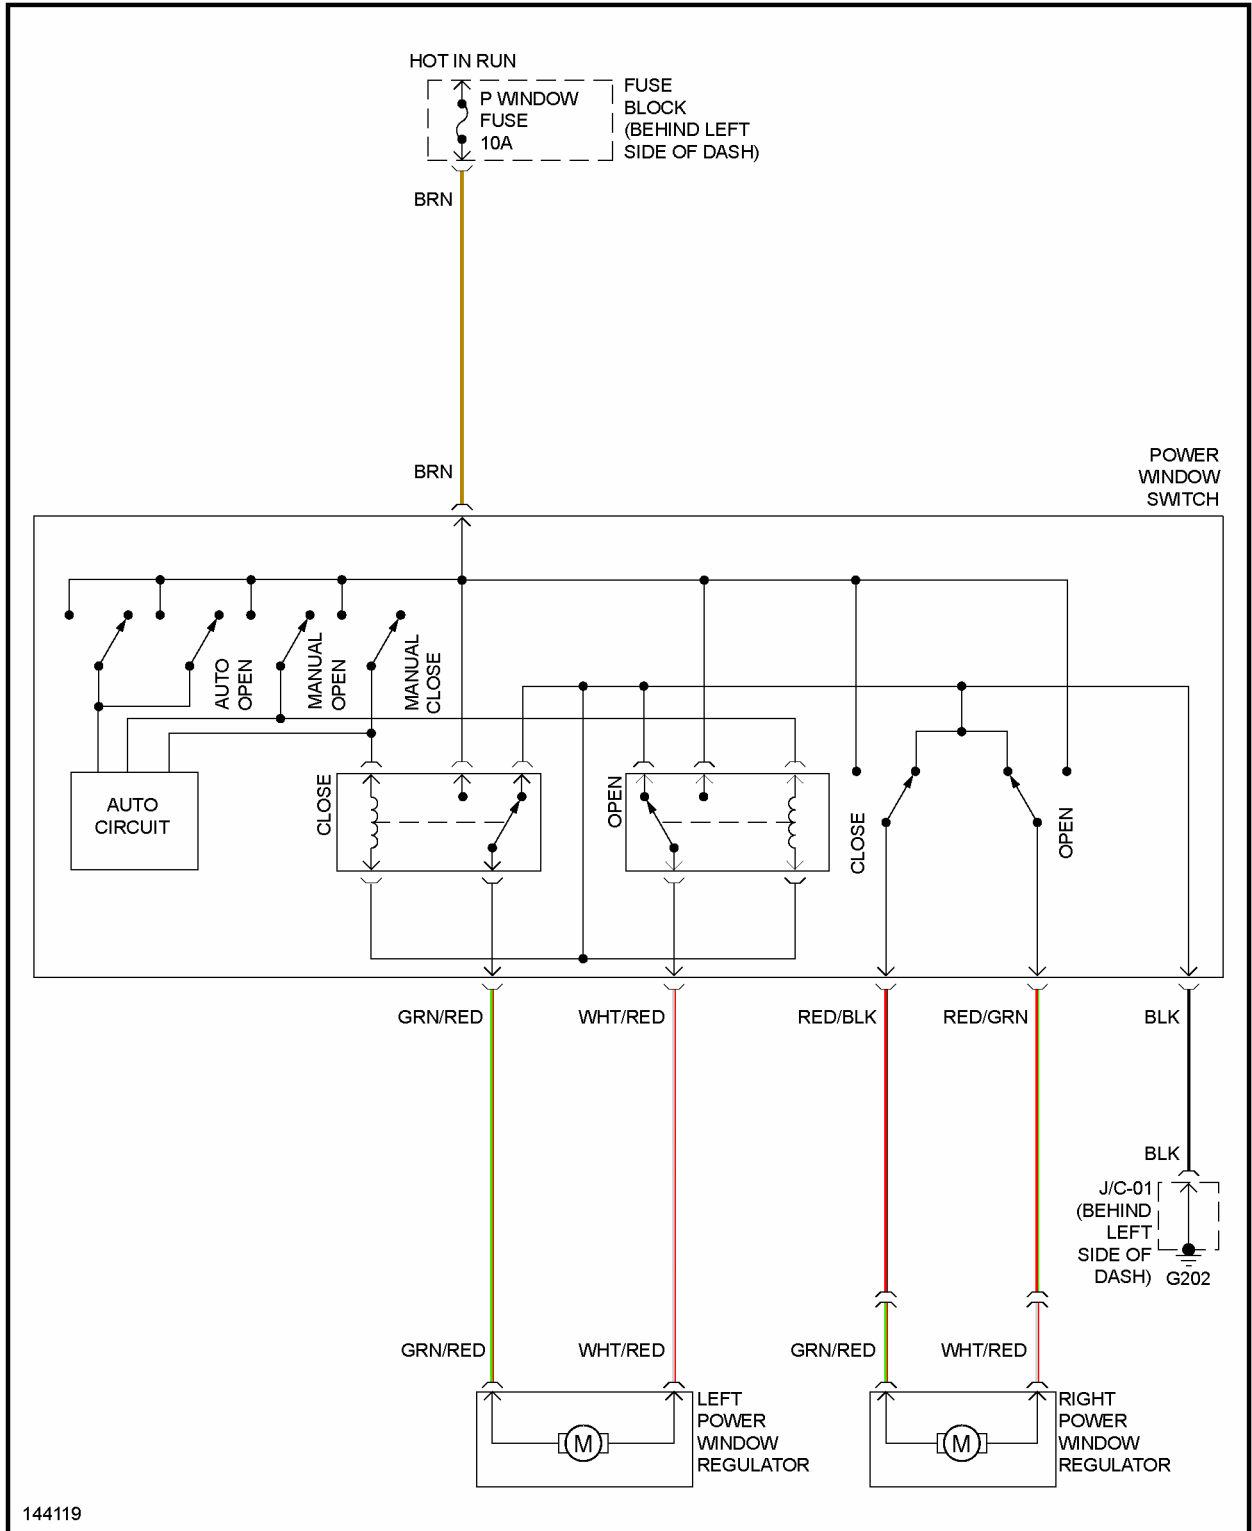 HOT IN RUN
P WINDOW
FUSE
10A
FUSE
BLOCK
(BEHIND LEFT
SIDE OF DASH)
BRN
BRN
POWER
WINDOW
SWITCH
AUTO
OPEN
MANUAL
OPEN
MANUAL
CLOSE
AUTO
CIRCUIT
CLOSE
OPEN
CLOSE
OPEN
GRN/RED
WHT/RED
RED/BLK
RED/GRN
BLK
BLK
J/C-01
(BEHIND
LEFT
SIDE OF
DASH)
G202
GRN/RED
WHT/RED
GRN/RED
WHT/RED
M
LEFT
POWER
WINDOW
REGULATOR
M
RIGHT
POWER
WINDOW
REGULATOR
144119